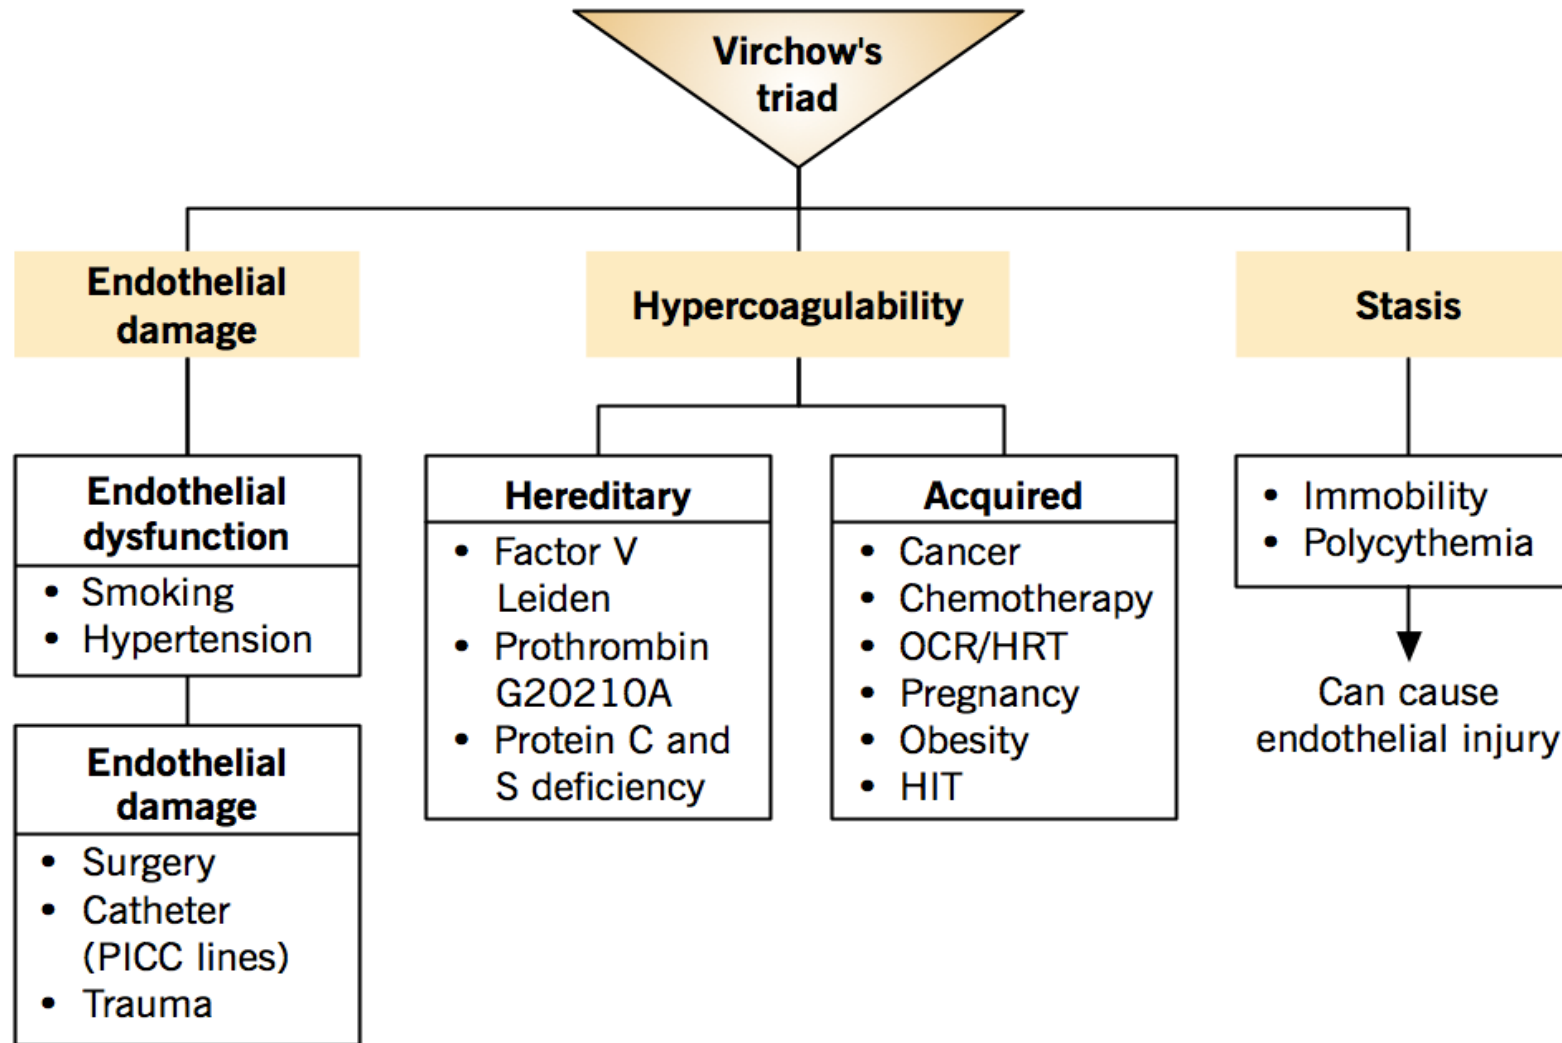 Virchow's
triad
Endothelial
damage
Hypercoagulability
Stasis
Endothelial
dysfunction
• Smoking
• Hypertension
Endothelial
damage
• Surgery
• Catheter
(PICC lines)
• Trauma
Hereditary
• Factor V
Leiden
• Prothrombin
G20210A
• Protein C and
S deficiency
Acquired
• Cancer
• Chemotherapy
• OCR/HRT
• Pregnancy
• Obesity
• HIT
• Immobility
• Polycythemia
Can cause
endothelial injury